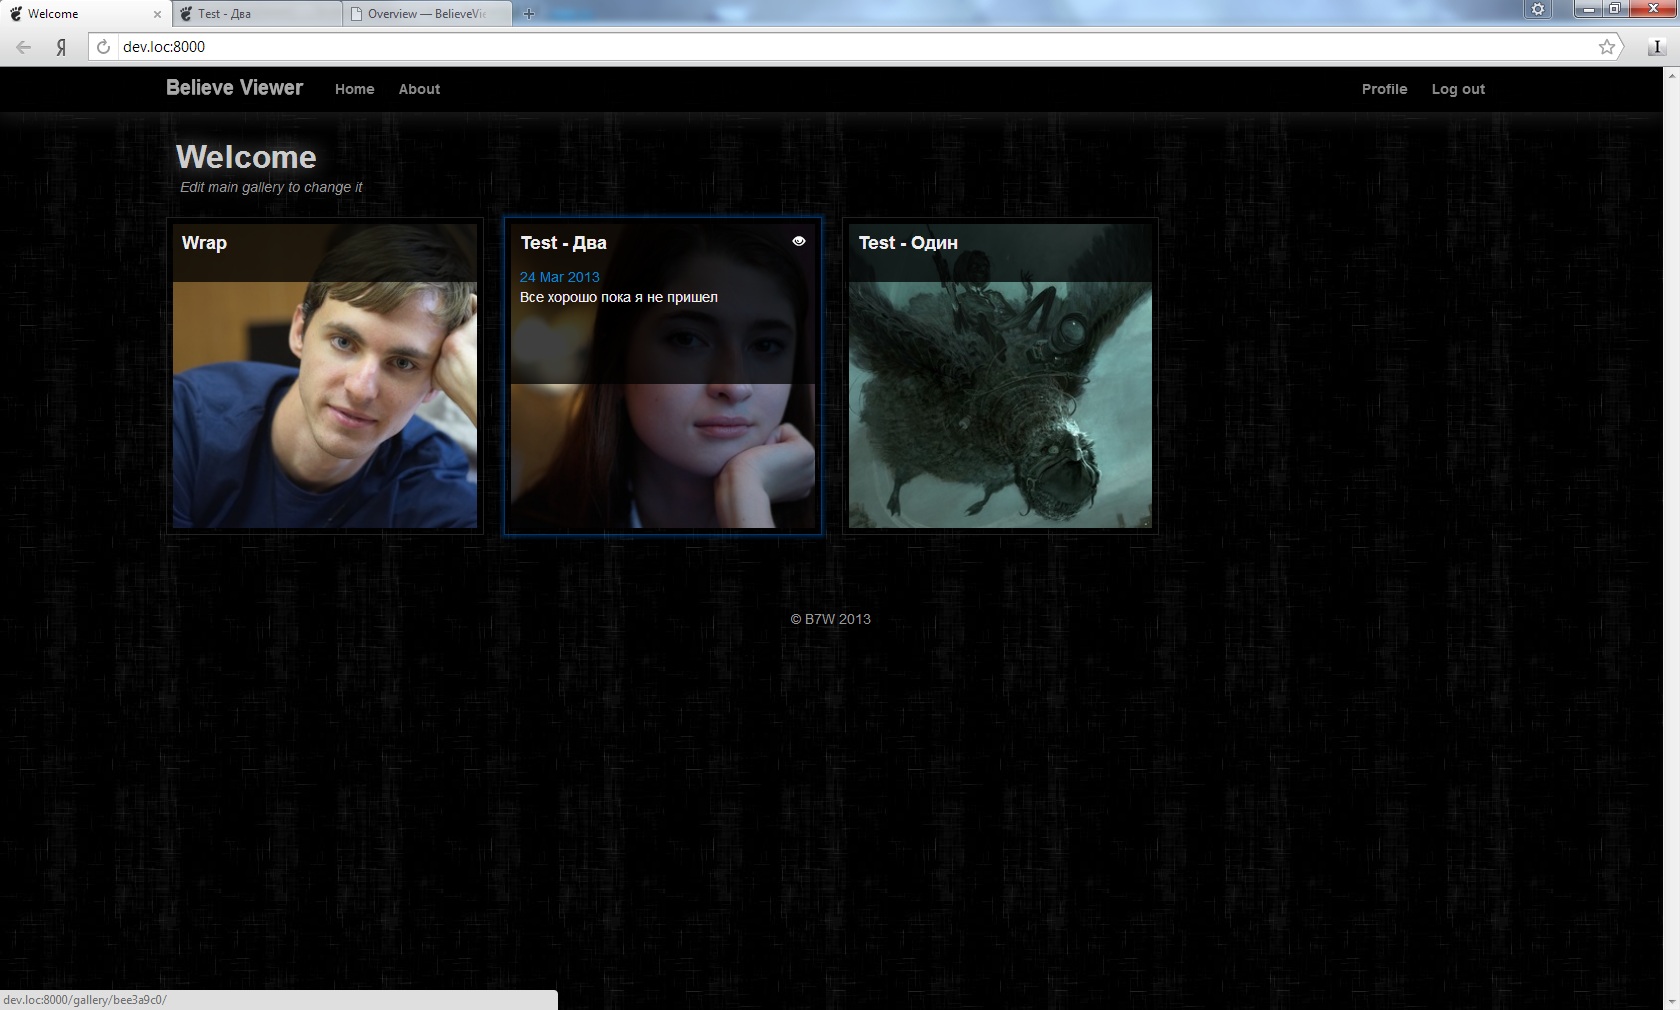 Welcome
Test - Два
Overview — BelieveVie
Я
dev.loc:8000
Believe Viewer
Home
About
Profile
Log out
Welcome
Edit main gallery to change it
Wrap
Test - Два
24 Mar 2013
Все хорошо пока я не пришел
Test - Один
© B7W 2013
dev.loc:8000/gallery/bee3a9c0/